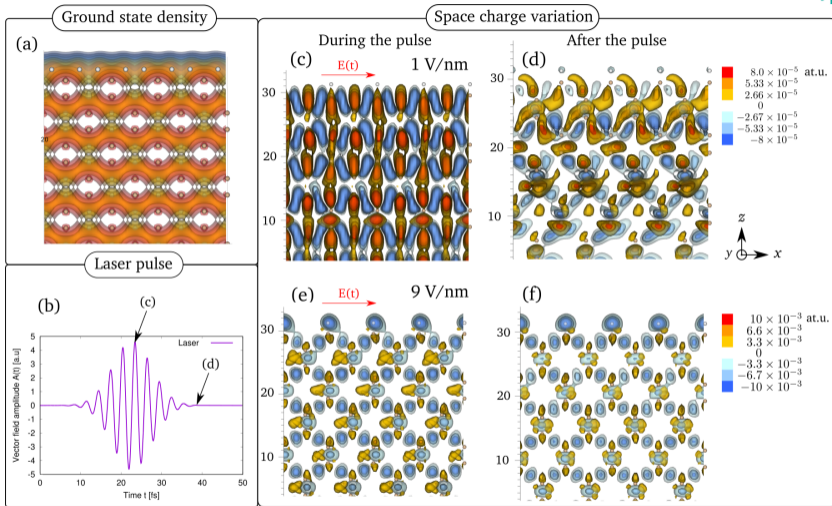 Ground state density
Space charge variation
(a)
20
During the pulse
After the pulse
(c)
E(t)
1 V/nm
(d)
30
20
10
30
20
10
8.0 × 10⁻⁵ at.u.
5.33 × 10⁻⁵
2.66 × 10⁻⁵
0
−2.67 × 10⁻⁵
−5.33 × 10⁻⁵
−8 × 10⁻⁵
z
y
x
Laser pulse
(b)
(c)
(d)
Laser
Vector field amplitude A(t) [a.u]
5
4
3
2
1
0
-1
-2
-3
-4
-5
0
10
20
30
40
50
Time t [fs]
(e)
E(t)
9 V/nm
(f)
30
20
10
30
20
10
10 × 10⁻³ at.u.
6.6 × 10⁻³
3.3 × 10⁻³
0
−3.3 × 10⁻³
−6.7 × 10⁻³
−10 × 10⁻³